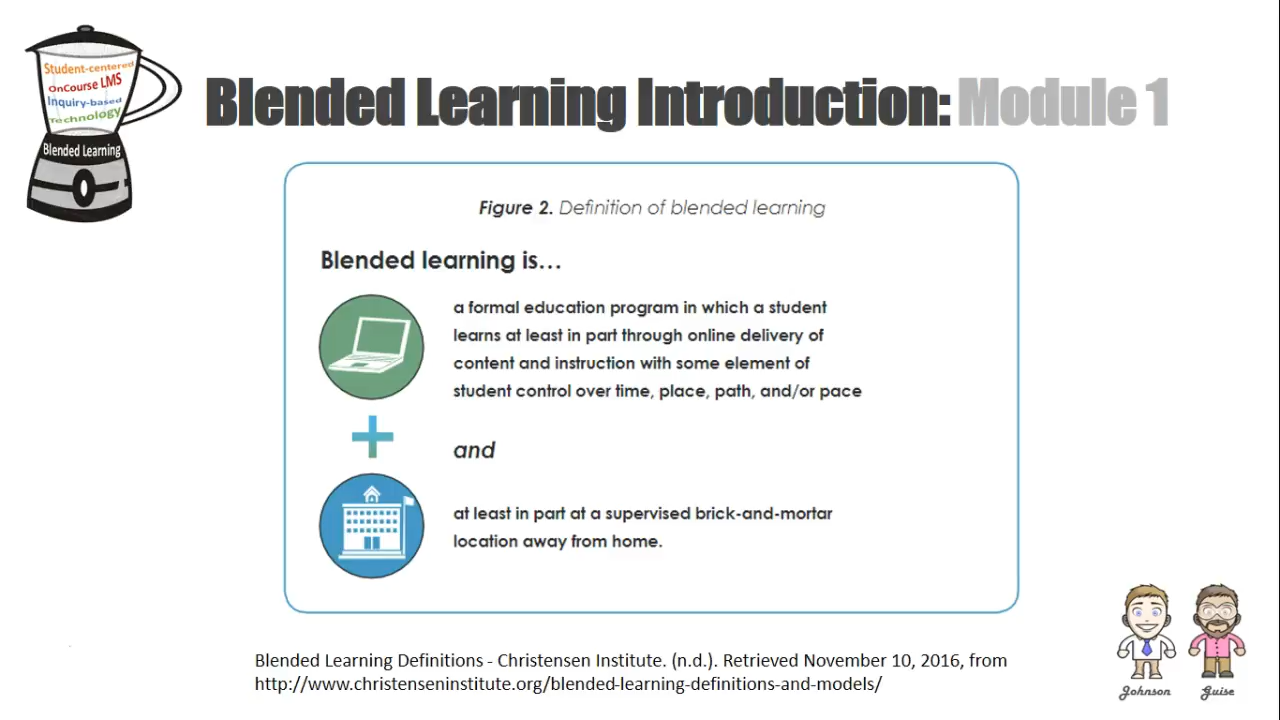 Student-centered
OnCourse LMS
Inquiry-based
Technology
Blended Learning
Blended Learning Introduction: Module 1
Figure 2. Definition of blended learning
Blended learning is...
a formal education program in which a student
learns at least in part through online delivery of
content and instruction with some element of
student control over time, place, path, and/or pace
and
at least in part at a supervised brick-and-mortar
location away from home.
Johnson
Guise
Blended Learning Definitions - Christensen Institute. (n.d.). Retrieved November 10, 2016, from
http://www.christenseninstitute.org/blended-learning-definitions-and-models/